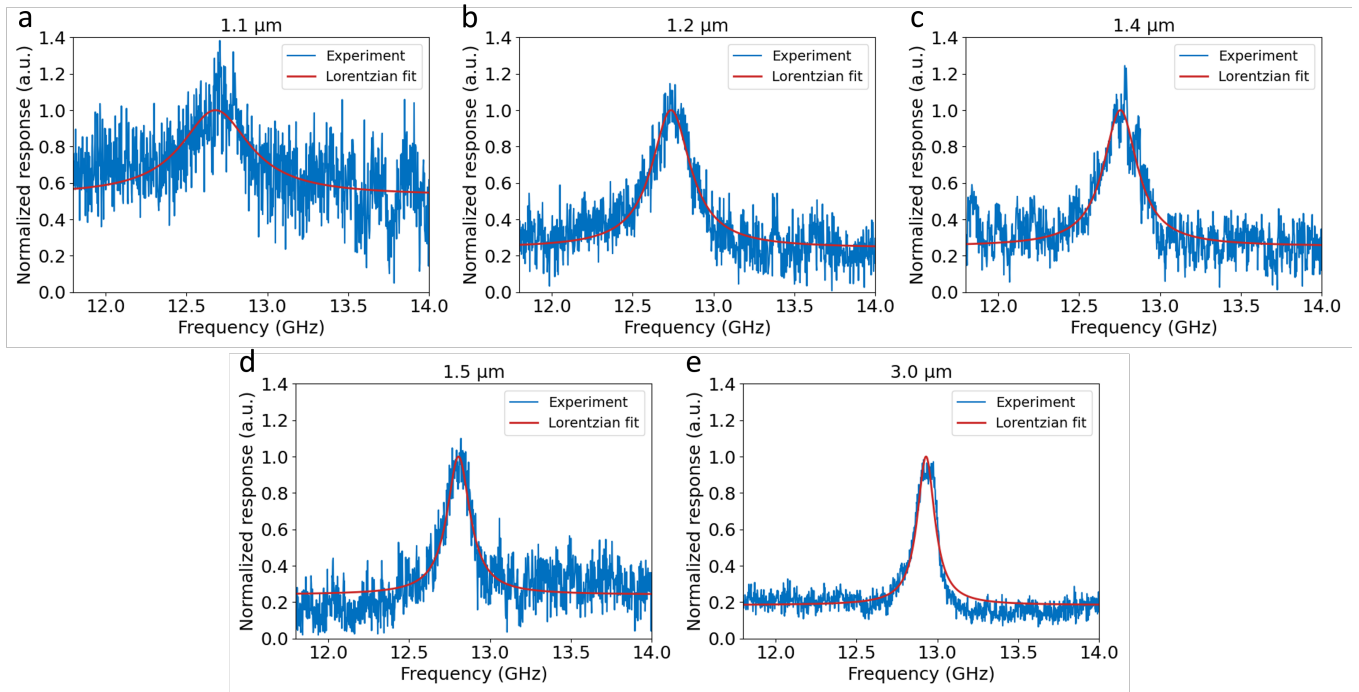 a
1.1 µm
Normalized response (a.u.)
1.4
1.2
1.0
0.8
0.6
0.4
0.2
0.0
Experiment
Lorentzian fit
12.0 12.5 13.0 13.5 14.0
Frequency (GHz)
b
1.2 µm
Normalized response (a.u.)
1.4
1.2
1.0
0.8
0.6
0.4
0.2
0.0
Experiment
Lorentzian fit
12.0 12.5 13.0 13.5 14.0
Frequency (GHz)
c
1.4 µm
Normalized response (a.u.)
1.4
1.2
1.0
0.8
0.6
0.4
0.2
0.0
Experiment
Lorentzian fit
12.0 12.5 13.0 13.5 14.0
Frequency (GHz)
d
1.5 µm
Normalized response (a.u.)
1.4
1.2
1.0
0.8
0.6
0.4
0.2
0.0
Experiment
Lorentzian fit
12.0 12.5 13.0 13.5 14.0
Frequency (GHz)
e
3.0 µm
Normalized response (a.u.)
1.4
1.2
1.0
0.8
0.6
0.4
0.2
0.0
Experiment
Lorentzian fit
12.0 12.5 13.0 13.5 14.0
Frequency (GHz)